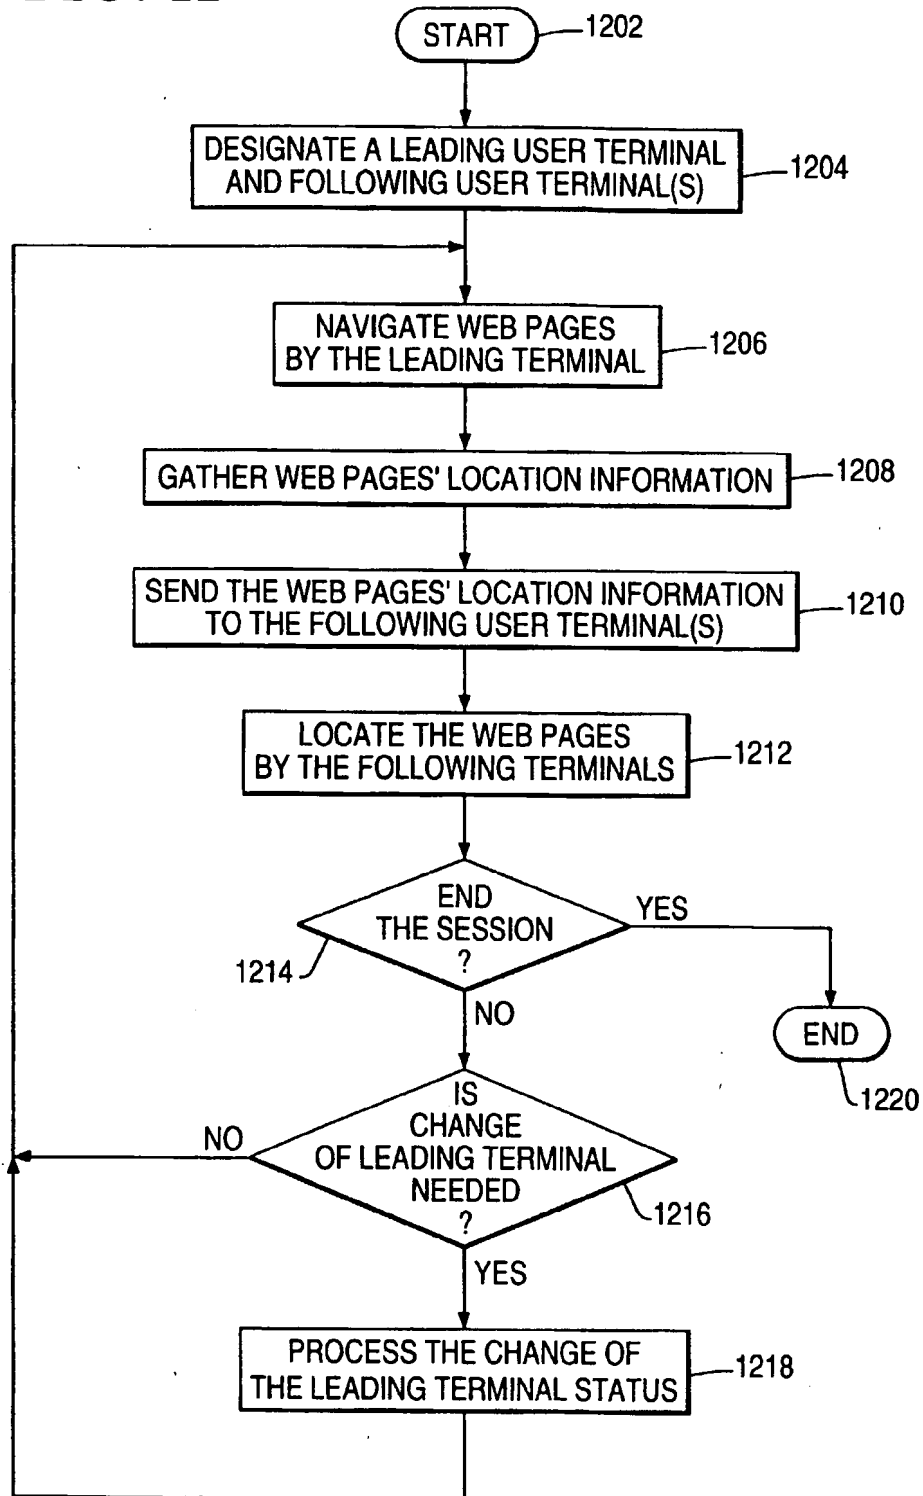 START
1202
DESIGNATE A LEADING USER TERMINAL
AND FOLLOWING USER TERMINAL(S)
1204
NAVIGATE WEB PAGES
BY THE LEADING TERMINAL
1206
GATHER WEB PAGES' LOCATION INFORMATION
1208
SEND THE WEB PAGES' LOCATION INFORMATION
TO THE FOLLOWING USER TERMINAL(S)
1210
LOCATE THE WEB PAGES
BY THE FOLLOWING TERMINALS
1212
END
THE SESSION
?
YES
1214
NO
END
1220
IS
CHANGE
OF LEADING TERMINAL
NEEDED
?
NO
1216
YES
PROCESS THE CHANGE OF
THE LEADING TERMINAL STATUS
1218